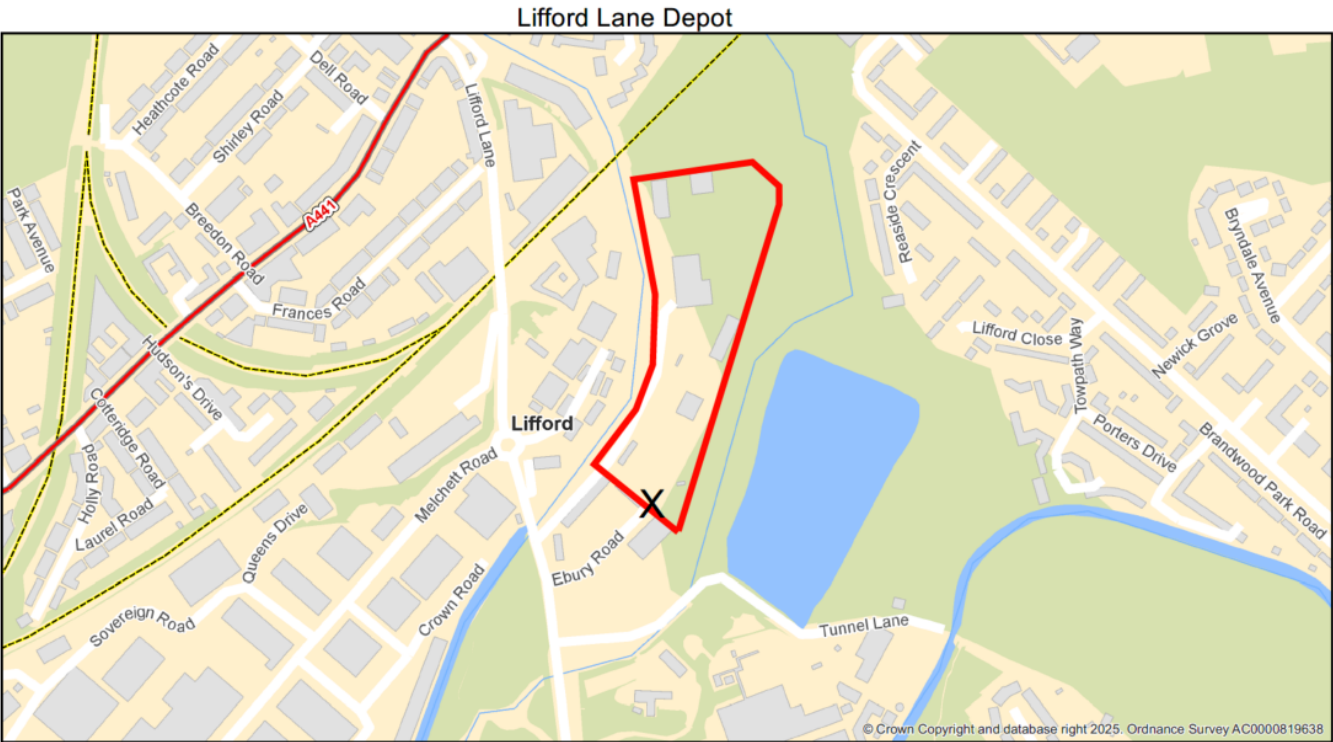 Lifford Lane Depot
Heathcote Road
Dell Road
Shirley Road
Lifford Lane
Park Avenue
Breedon Road
A441
Frances Road
Reaside Crescent
Bryndale Avenue
Hudson's Drive
Cotteridge Road
Holly Road
Laurel Road
Lifford
Melchett Road
Queens Drive
Lifford Close
Towpath Way
Newick Grove
Porters Drive
Brandwood Park Road
X
Ebury Road
Crown Road
Sovereign Road
Tunnel Lane
© Crown Copyright and database right 2025. Ordnance Survey AC0000819638